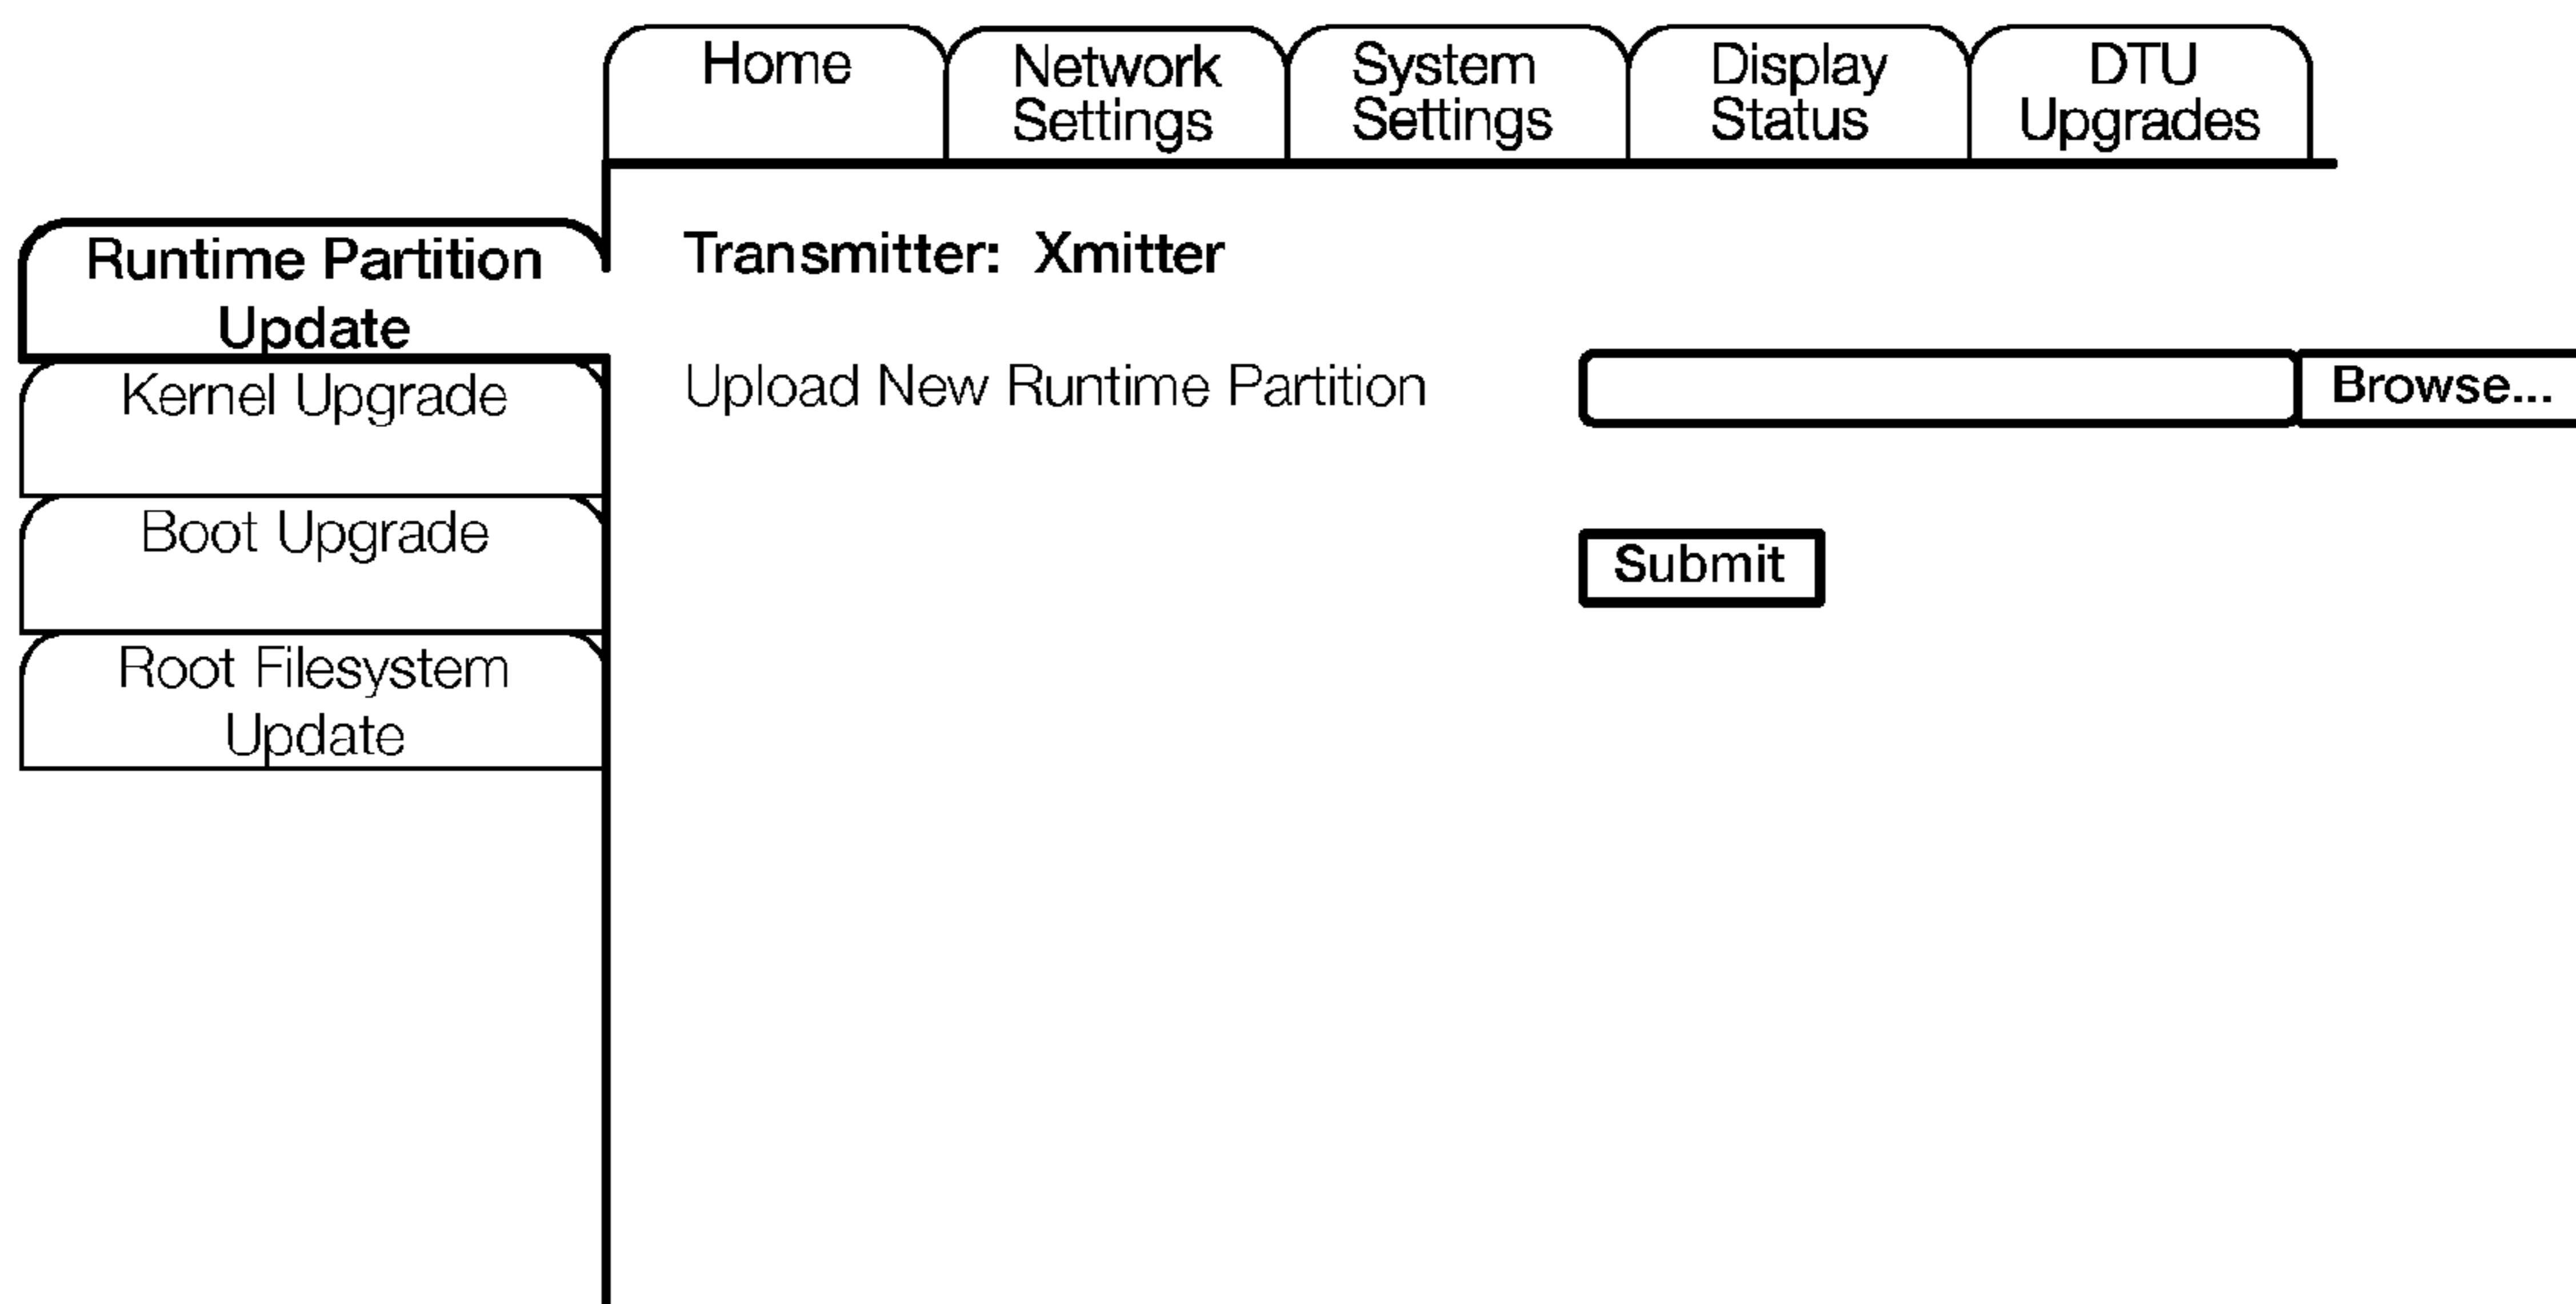 Home
Network
Settings
System
Settings
Display
Status
DTU
Upgrades
Runtime Partition
Update
Kernel Upgrade
Boot Upgrade
Root Filesystem
Update
Transmitter: Xmitter
Upload New Runtime Partition
Browse...
Submit